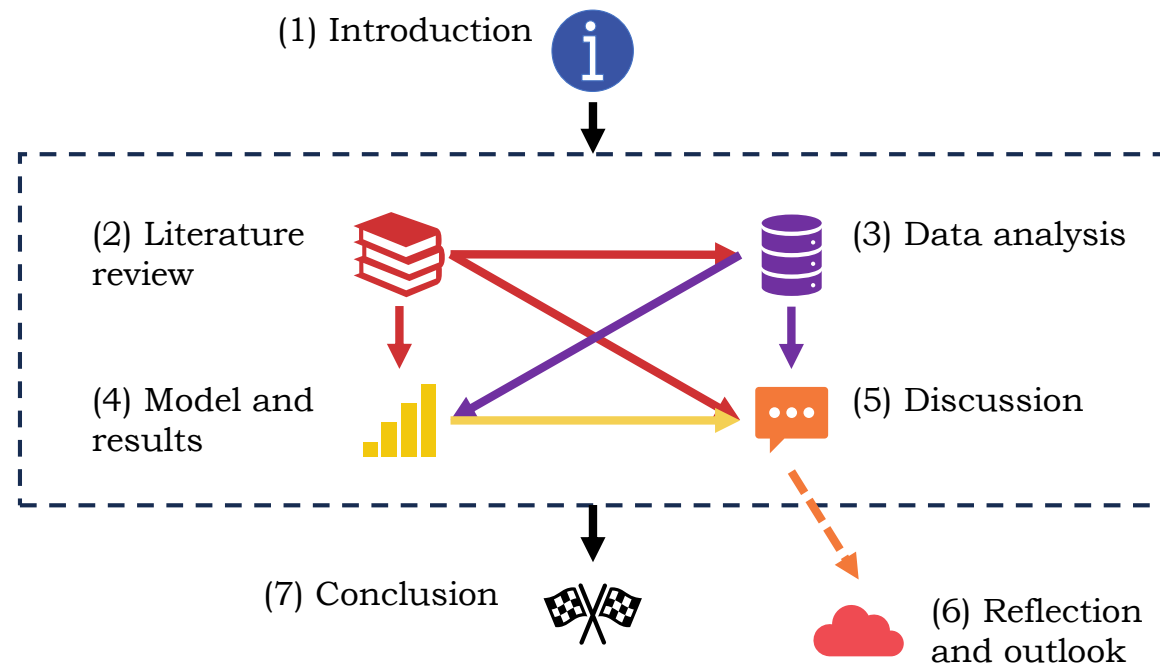 (1) Introduction
(2) Literature
review
(3) Data analysis
(4) Model and
results
(5) Discussion
(7) Conclusion
(6) Reflection
and outlook